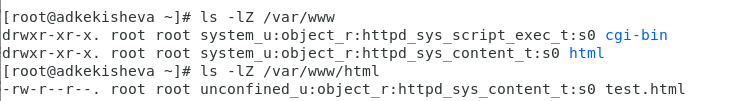 [root@adkekisheva ~]# ls -lZ /var/www
drwxr-xr-x. root root system_u:object_r:httpd_sys_script_exec_t:s0 cgi-bin
drwxr-xr-x. root root system_u:object_r:httpd_sys_content_t:s0 html
[root@adkekisheva ~]# ls -lZ /var/www/html
-rw-r--r--. root root unconfined_u:object_r:httpd_sys_content_t:s0 test.html